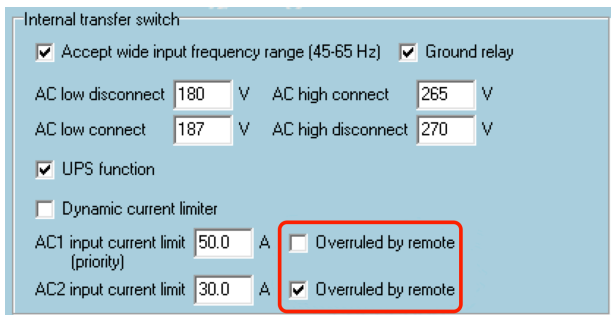 Internal transfer switch
Accept wide input frequency range (45-65 Hz) Ground relay
AC low disconnect 180 V AC high connect 265 V
AC low connect 187 V AC high disconnect 270 V
UPS function
Dynamic current limiter
AC1 input current limit 50.0 A Overruled by remote
(priority)
AC2 input current limit 30.0 A Overruled by remote